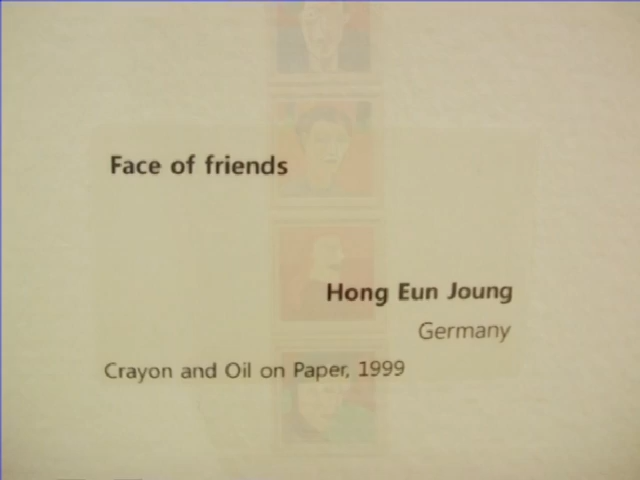 Face of friends
Hong Eun Joung
Germany
Crayon and Oil on Paper, 1999